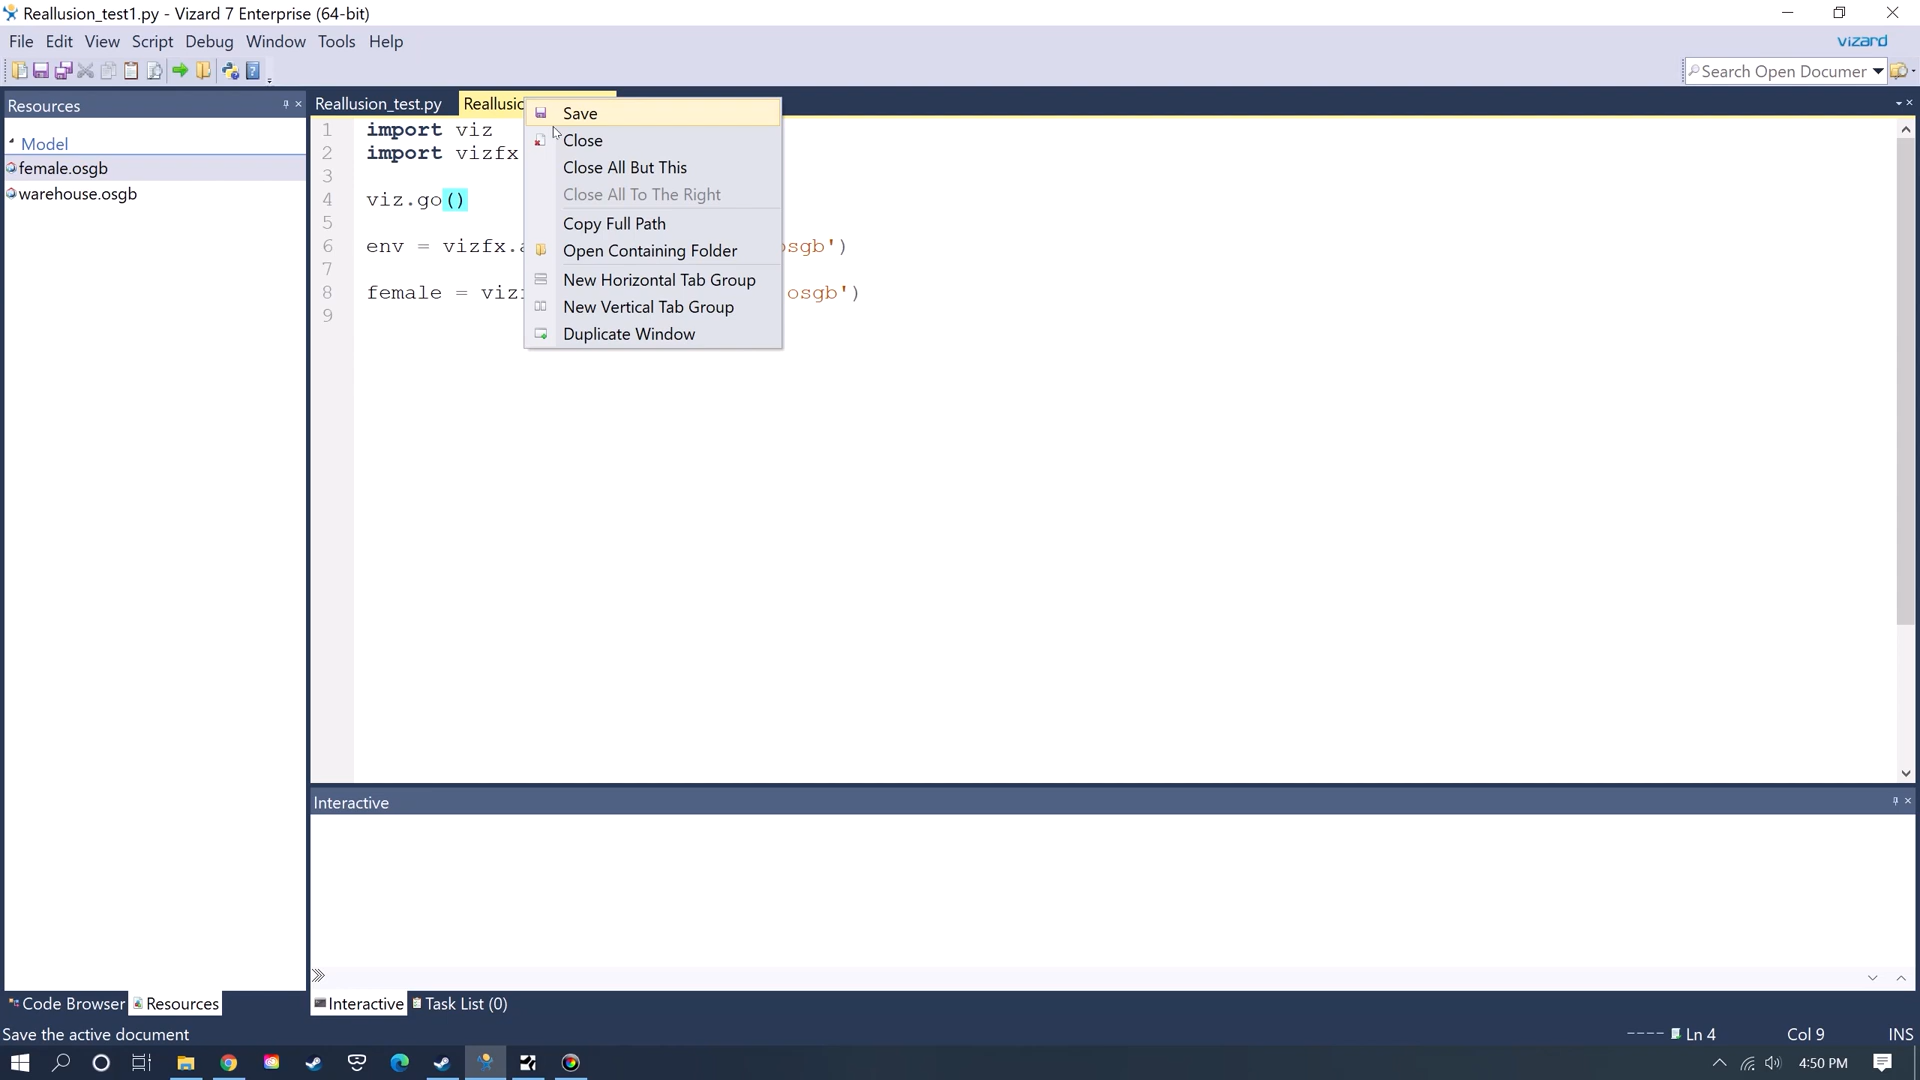 Reallusion_test1.py - Vizard 7 Enterprise (64-bit)
File Edit View Script Debug Window Tools Help
vizard
Search Open Documer
Resources
Reallusion_test.py
Reallusic
Model
female.osgb
warehouse.osgb
1 import viz
2 import vizfx
3
4 viz.go()
5
6 env = vizfx. osgb')
7
8 female = viz osgb')
9
Save
Close
Close All But This
Close All To The Right
Copy Full Path
Open Containing Folder
New Horizontal Tab Group
New Vertical Tab Group
Duplicate Window
Interactive
Code Browser Resources
Interactive Task List (0)
Save the active document
Ln 4 Col 9 INS
4:50 PM